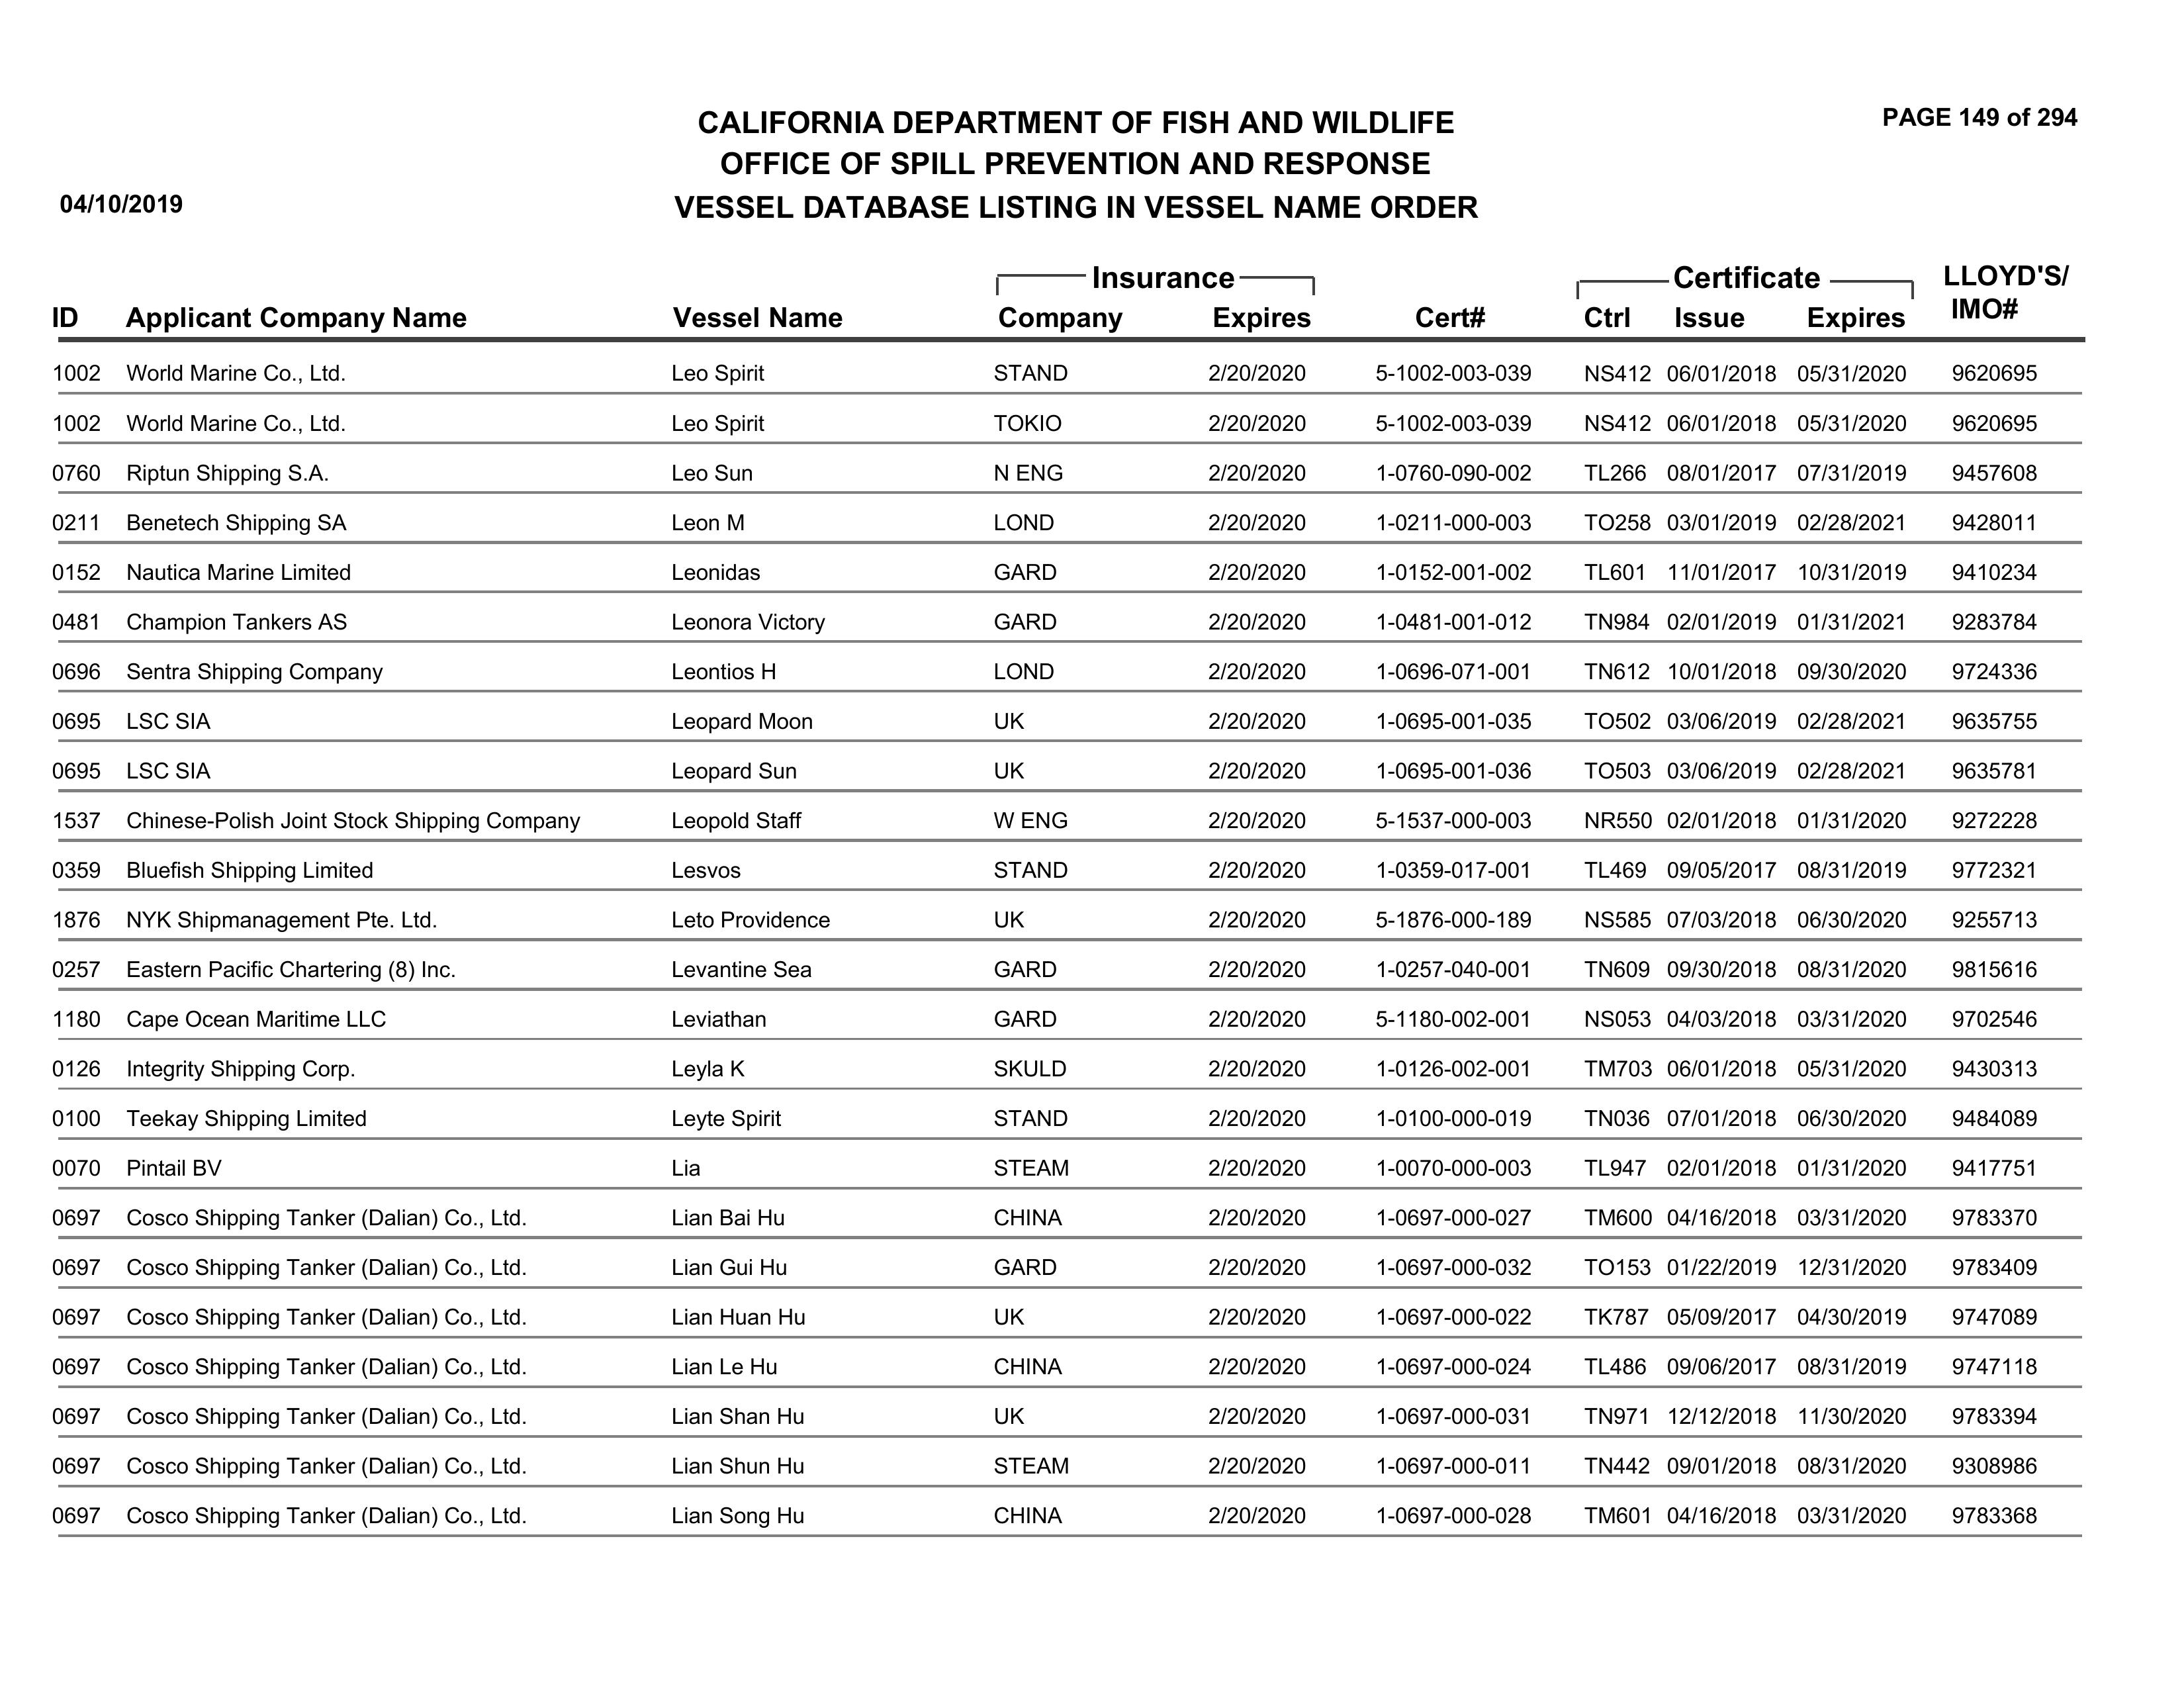 PAGE 149 of 294
CALIFORNIA DEPARTMENT OF FISH AND WILDLIFE
OFFICE OF SPILL PREVENTION AND RESPONSE
04/10/2019 VESSEL DATABASE LISTING IN VESSEL NAME ORDER
Insurance Certificate LLOYD'S/
ID Applicant Company Name Vessel Name Company Expires Cert# Ctrl Issue Expires IMO#
1002 World Marine Co., Ltd. Leo Spirit STAND 2/20/2020 5-1002-003-039 NS412 06/01/2018 05/31/2020 9620695
1002 World Marine Co., Ltd. Leo Spirit TOKIO 2/20/2020 5-1002-003-039 NS412 06/01/2018 05/31/2020 9620695
0760 Riptun Shipping S.A. Leo Sun N ENG 2/20/2020 1-0760-090-002 TL266 08/01/2017 07/31/2019 9457608
0211 Benetech Shipping SA Leon M LOND 2/20/2020 1-0211-000-003 TO258 03/01/2019 02/28/2021 9428011
0152 Nautica Marine Limited Leonidas GARD 2/20/2020 1-0152-001-002 TL601 11/01/2017 10/31/2019 9410234
0481 Champion Tankers AS Leonora Victory GARD 2/20/2020 1-0481-001-012 TN984 02/01/2019 01/31/2021 9283784
0696 Sentra Shipping Company Leontios H LOND 2/20/2020 1-0696-071-001 TN612 10/01/2018 09/30/2020 9724336
0695 LSC SIA Leopard Moon UK 2/20/2020 1-0695-001-035 TO502 03/06/2019 02/28/2021 9635755
0695 LSC SIA Leopard Sun UK 2/20/2020 1-0695-001-036 TO503 03/06/2019 02/28/2021 9635781
1537 Chinese-Polish Joint Stock Shipping Company Leopold Staff W ENG 2/20/2020 5-1537-000-003 NR550 02/01/2018 01/31/2020 9272228
0359 Bluefish Shipping Limited Lesvos STAND 2/20/2020 1-0359-017-001 TL469 09/05/2017 08/31/2019 9772321
1876 NYK Shipmanagement Pte. Ltd. Leto Providence UK 2/20/2020 5-1876-000-189 NS585 07/03/2018 06/30/2020 9255713
0257 Eastern Pacific Chartering (8) Inc. Levantine Sea GARD 2/20/2020 1-0257-040-001 TN609 09/30/2018 08/31/2020 9815616
1180 Cape Ocean Maritime LLC Leviathan GARD 2/20/2020 5-1180-002-001 NS053 04/03/2018 03/31/2020 9702546
0126 Integrity Shipping Corp. Leyla K SKULD 2/20/2020 1-0126-002-001 TM703 06/01/2018 05/31/2020 9430313
0100 Teekay Shipping Limited Leyte Spirit STAND 2/20/2020 1-0100-000-019 TN036 07/01/2018 06/30/2020 9484089
0070 Pintail BV Lia STEAM 2/20/2020 1-0070-000-003 TL947 02/01/2018 01/31/2020 9417751
0697 Cosco Shipping Tanker (Dalian) Co., Ltd. Lian Bai Hu CHINA 2/20/2020 1-0697-000-027 TM600 04/16/2018 03/31/2020 9783370
0697 Cosco Shipping Tanker (Dalian) Co., Ltd. Lian Gui Hu GARD 2/20/2020 1-0697-000-032 TO153 01/22/2019 12/31/2020 9783409
0697 Cosco Shipping Tanker (Dalian) Co., Ltd. Lian Huan Hu UK 2/20/2020 1-0697-000-022 TK787 05/09/2017 04/30/2019 9747089
0697 Cosco Shipping Tanker (Dalian) Co., Ltd. Lian Le Hu CHINA 2/20/2020 1-0697-000-024 TL486 09/06/2017 08/31/2019 9747118
0697 Cosco Shipping Tanker (Dalian) Co., Ltd. Lian Shan Hu UK 2/20/2020 1-0697-000-031 TN971 12/12/2018 11/30/2020 9783394
0697 Cosco Shipping Tanker (Dalian) Co., Ltd. Lian Shun Hu STEAM 2/20/2020 1-0697-000-011 TN442 09/01/2018 08/31/2020 9308986
0697 Cosco Shipping Tanker (Dalian) Co., Ltd. Lian Song Hu CHINA 2/20/2020 1-0697-000-028 TM601 04/16/2018 03/31/2020 9783368